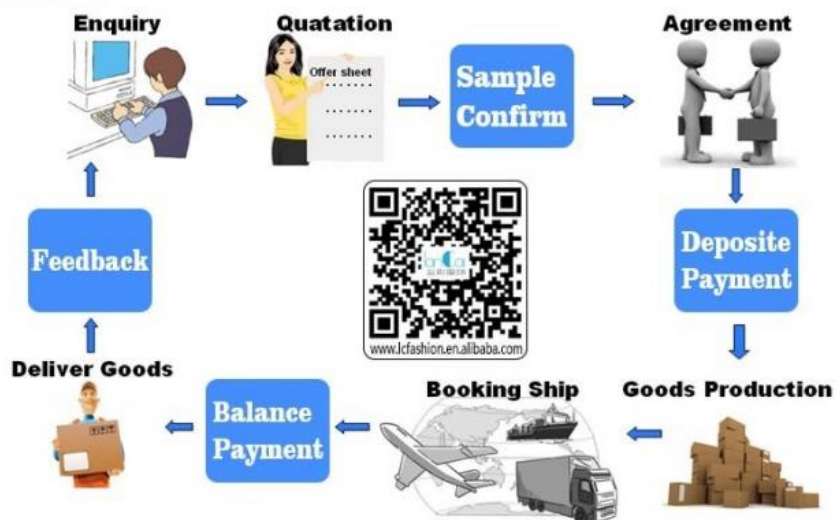 Enquiry
Quatation
Agreement
Offer sheet
Sample
Confirm
Deposite
Payment
Goods Production
Booking Ship
Balance
Payment
Deliver Goods
Feedback
www.lcfashion.en.alibaba.com